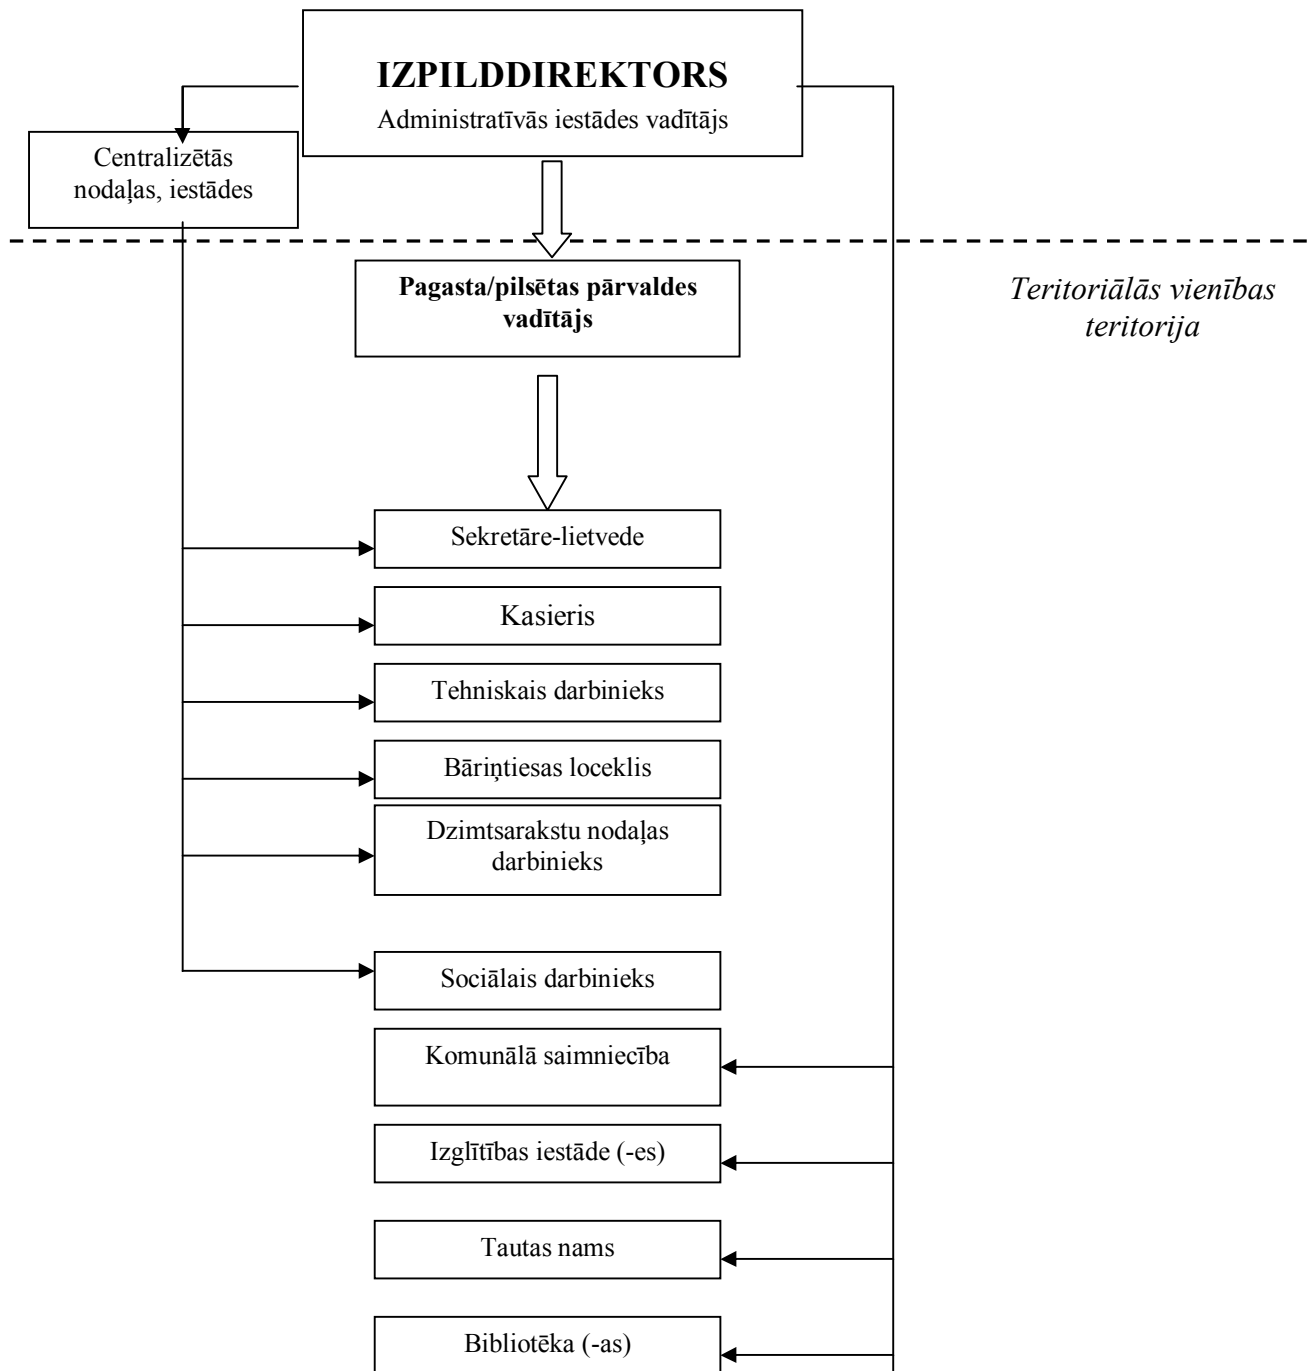 IZPILDDIREKTORS
Administratīvās iestādes vadītājs
Centralizētās
nodaļas, iestādes
Pagasta/pilsētas pārvaldes
vadītājs
Teritoriālās vienības
teritorija
Sekretāre-lietvede
Kasieris
Tehniskais darbinieks
Bāriņtiesas loceklis
Dzimtsarakstu nodaļas
darbinieks
Sociālais darbinieks
Komunālā saimniecība
Izglītības iestāde (-es)
Tautas nams
Bibliotēka (-as)